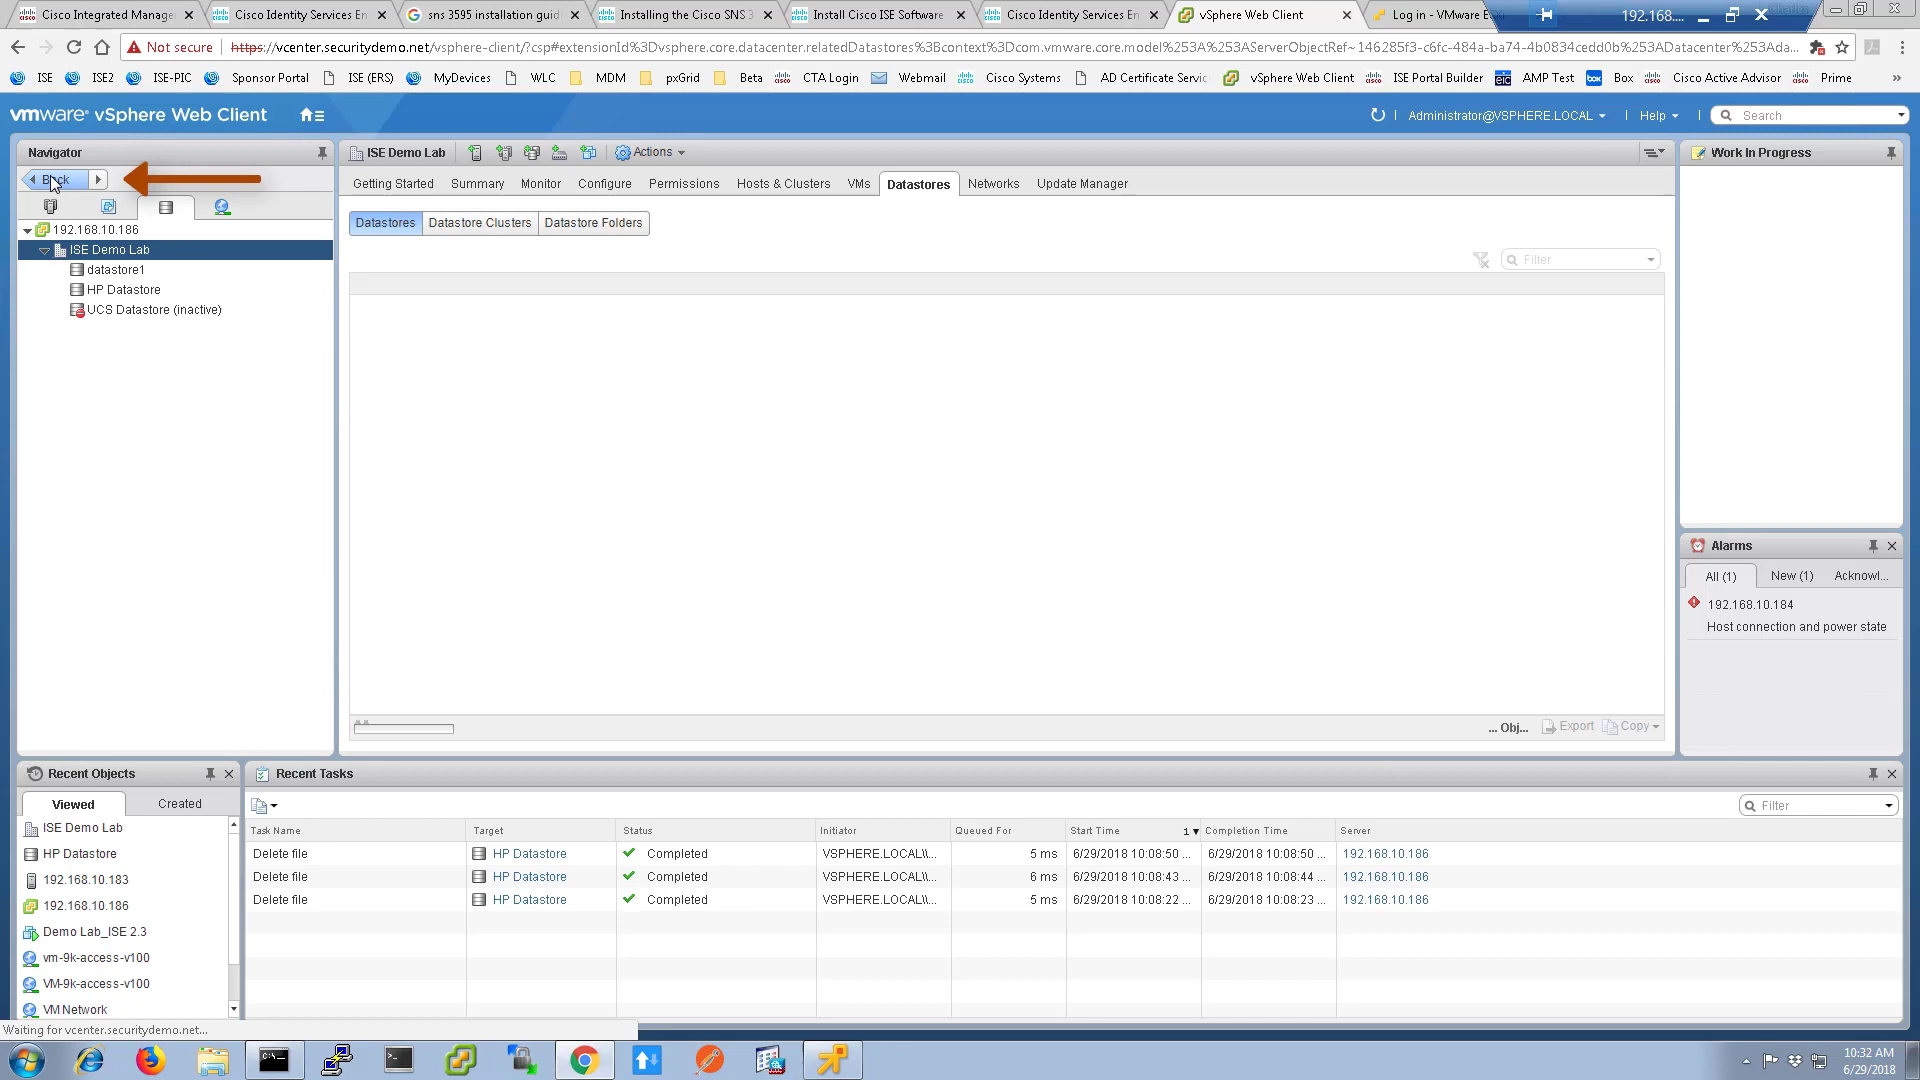 Cisco Integrated Manage
Cisco Identity Services En
sns 3595 installation guid
Installing the Cisco SNS 3
Install Cisco ISE Software
Cisco Identity Services En
vSphere Web Client
Log in - VMware E
192.168....
Not secure
https://vcenter.securitydemo.net/vsphere-client/?csp#extensionId%3Dvsphere.core.datacenter.relatedDatastores%3Bcontext%3Dcom.vmware.core.model%253A%253AServerObjectRef~146285f3-c6fc-484a-ba74-4b0834cedd0b%253ADatacenter%253Ada...
ISE
ISE2
ISE-PIC
Sponsor Portal
ISE (ERS)
MyDevices
WLC
MDM
pxGrid
Beta
CTA Login
Webmail
Cisco Systems
AD Certificate Servic
vSphere Web Client
ISE Portal Builder
AMP Test
Box
Cisco Active Advisor
Prime
»
vmware® vSphere Web Client
Administrator@VSPHERE.LOCAL
Help
Search
Navigator
Back
192.168.10.186
ISE Demo Lab
datastore1
HP Datastore
UCS Datastore (inactive)
ISE Demo Lab
Actions
Getting Started
Summary
Monitor
Configure
Permissions
Hosts & Clusters
VMs
Datastores
Networks
Update Manager
Datastores
Datastore Clusters
Datastore Folders
Filter
... Obj...
Export
Copy
Work In Progress
Alarms
All (1)
New (1)
Acknowl...
192.168.10.184
Host connection and power state
Recent Objects
Viewed
Created
ISE Demo Lab
HP Datastore
192.168.10.183
192.168.10.186
Demo Lab_ISE 2.3
vm-9k-access-v100
VM-9k-access-v100
VM Network
Recent Tasks
Filter
Task Name Target Status Initiator Queued For Start Time 1 Completion Time Server
Delete file HP Datastore Completed VSPHERE.LOCAL\\... 5 ms 6/29/2018 10:08:50 ... 6/29/2018 10:08:50 ... 192.168.10.186
Delete file HP Datastore Completed VSPHERE.LOCAL\\... 6 ms 6/29/2018 10:08:43 ... 6/29/2018 10:08:44 ... 192.168.10.186
Delete file HP Datastore Completed VSPHERE.LOCAL\\... 5 ms 6/29/2018 10:08:22 ... 6/29/2018 10:08:23 ... 192.168.10.186
Waiting for vcenter.securitydemo.net...
10:32 AM
6/29/2018